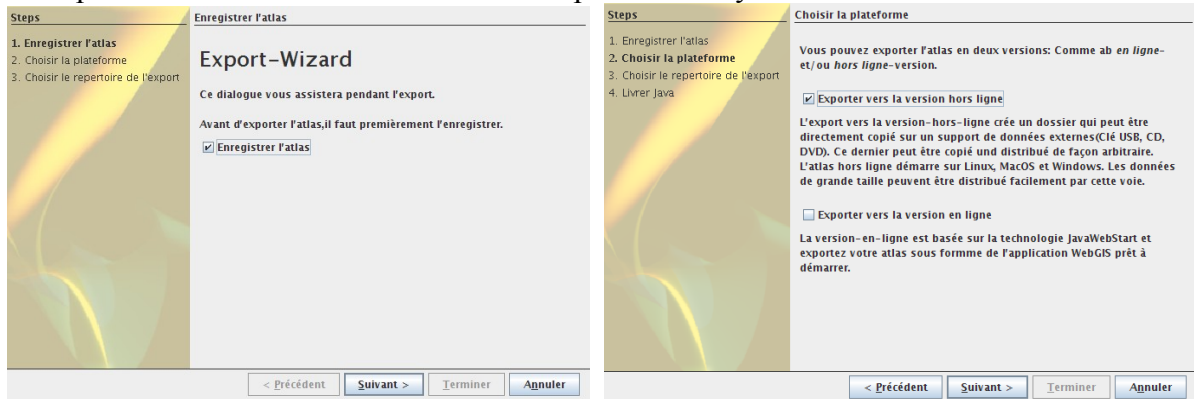 Steps
Enregistrer l'atlas
1. Enregistrer l'atlas
2. Choisir la plateforme
3. Choisir le repertoire de l'export
Export-Wizard
Ce dialogue vous assistera pendant l'export.
Avant d'exporter l'atlas,il faut premièrement l'enregistrer.
Enregistrer l'atlas
< Précédent
Suivant >
Terminer
Annuler
Steps
Choisir la plateforme
1. Enregistrer l'atlas
2. Choisir la plateforme
3. Choisir le repertoire de l'export
4. Livrer Java
Vous pouvez exporter l'atlas en deux versions: Comme ab en ligne-
et/ou hors ligne-version.
Exporter vers la version hors ligne
L'export vers la version-hors-ligne crée un dossier qui peut être
directement copié sur un support de données externes(Clé USB, CD,
DVD). Ce dernier peut être copié und distribué de façon arbitraire.
L'atlas hors ligne démarre sur Linux, MacOS et Windows. Les données
de grande taille peuvent être distribué facilement par cette voie.
Exporter vers la version en ligne
La version-en-ligne est basée sur la technologie JavaWebStart et
exportez votre atlas sous formme de l'application WebGIS prêt à
démarrer.
< Précédent
Suivant >
Terminer
Annuler